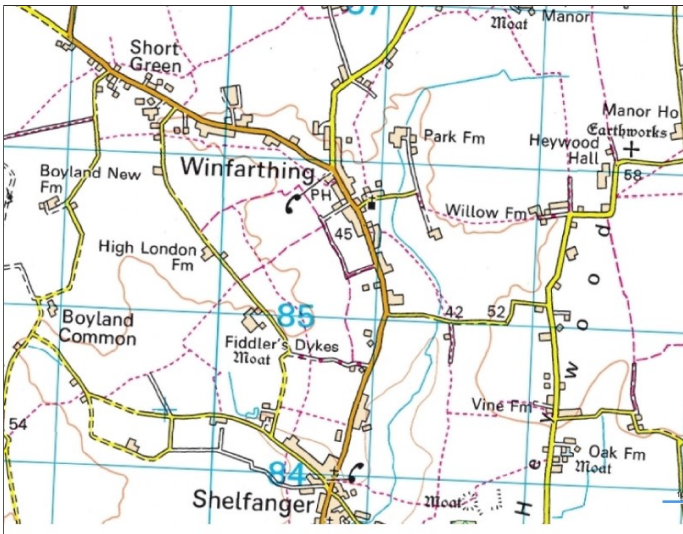 87
Moat
Manor
Short
Green
Park Fm
Manor Ho
Earthworks
Heywood
Hall
Winfarthing
58
Boyland New
Fm
PH
Willow Fm
45
High London
Fm
85
42
52
Boyland
Common
Fiddler's Dykes
Moat
Heywood
Vine Fm
54
Oak Fm
Moat
84
Shelfanger
Moat